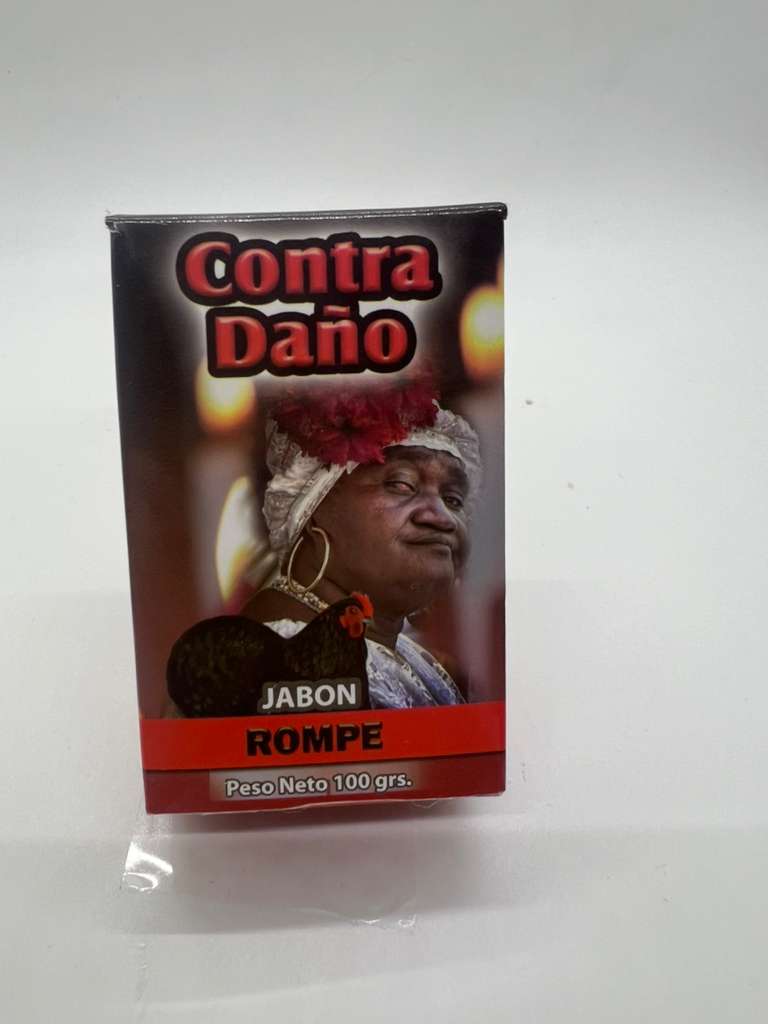 Contra
Daño
JABON
ROMPE
Peso Neto 100 grs.